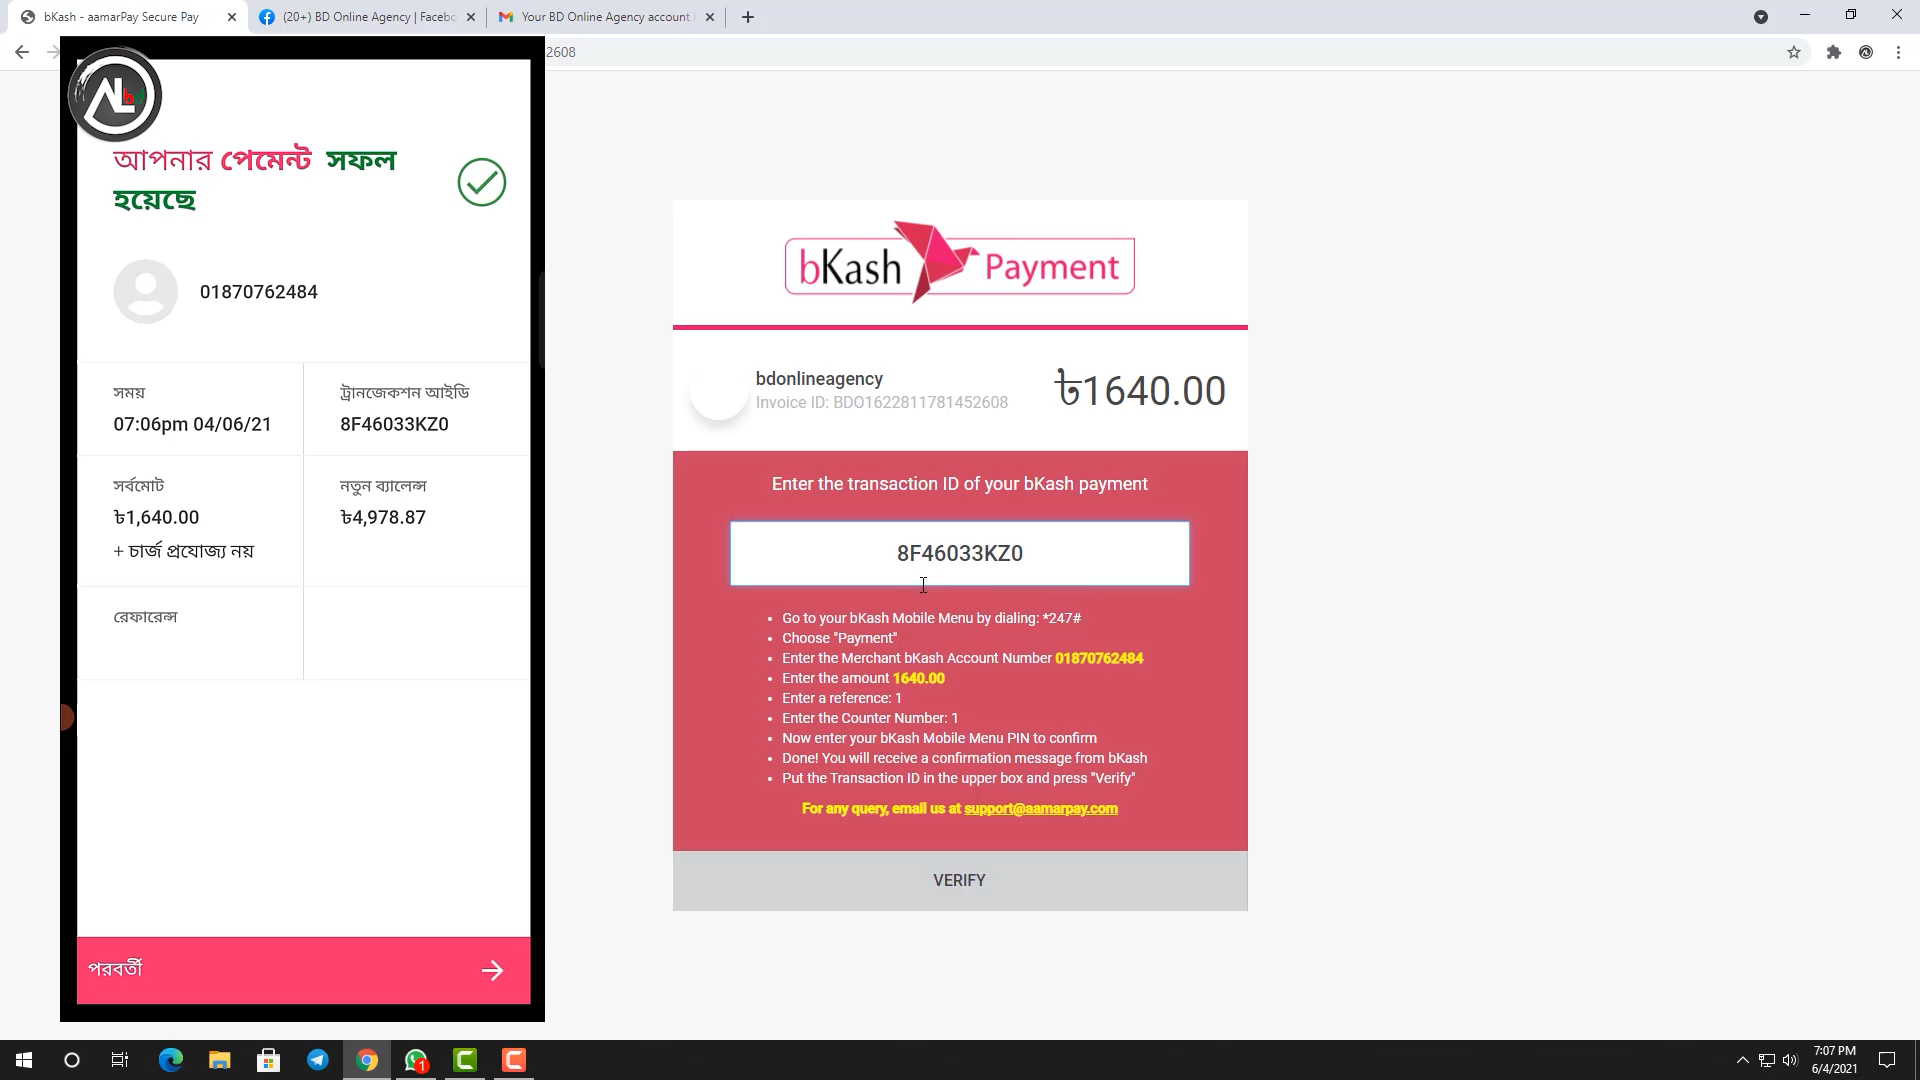 bKash - aamarPay Secure Pay
(20+) BD Online Agency | Facebo
Your BD Online Agency account
2608
ALbd
আপনার পেমেন্ট সফল
হয়েছে
01870762484
সময়
07:06pm 04/06/21
ট্রানজেকশন আইডি
8F46033KZ0
সর্বমোট
৳1,640.00
+ চার্জ প্রযোজ্য নয়
নতুন ব্যালেন্স
৳4,978.87
রেফারেন্স
পরবর্তী
bKash Payment
bdonlineagency
Invoice ID: BDO1622811781452608
৳1640.00
Enter the transaction ID of your bKash payment
8F46033KZ0
• Go to your bKash Mobile Menu by dialing: *247#
• Choose "Payment"
• Enter the Merchant bKash Account Number 01870762484
• Enter the amount 1640.00
• Enter a reference: 1
• Enter the Counter Number: 1
• Now enter your bKash Mobile Menu PIN to confirm
• Done! You will receive a confirmation message from bKash
• Put the Transaction ID in the upper box and press "Verify"
For any query, email us at support@aamarpay.com
VERIFY
1
7:07 PM
6/4/2021